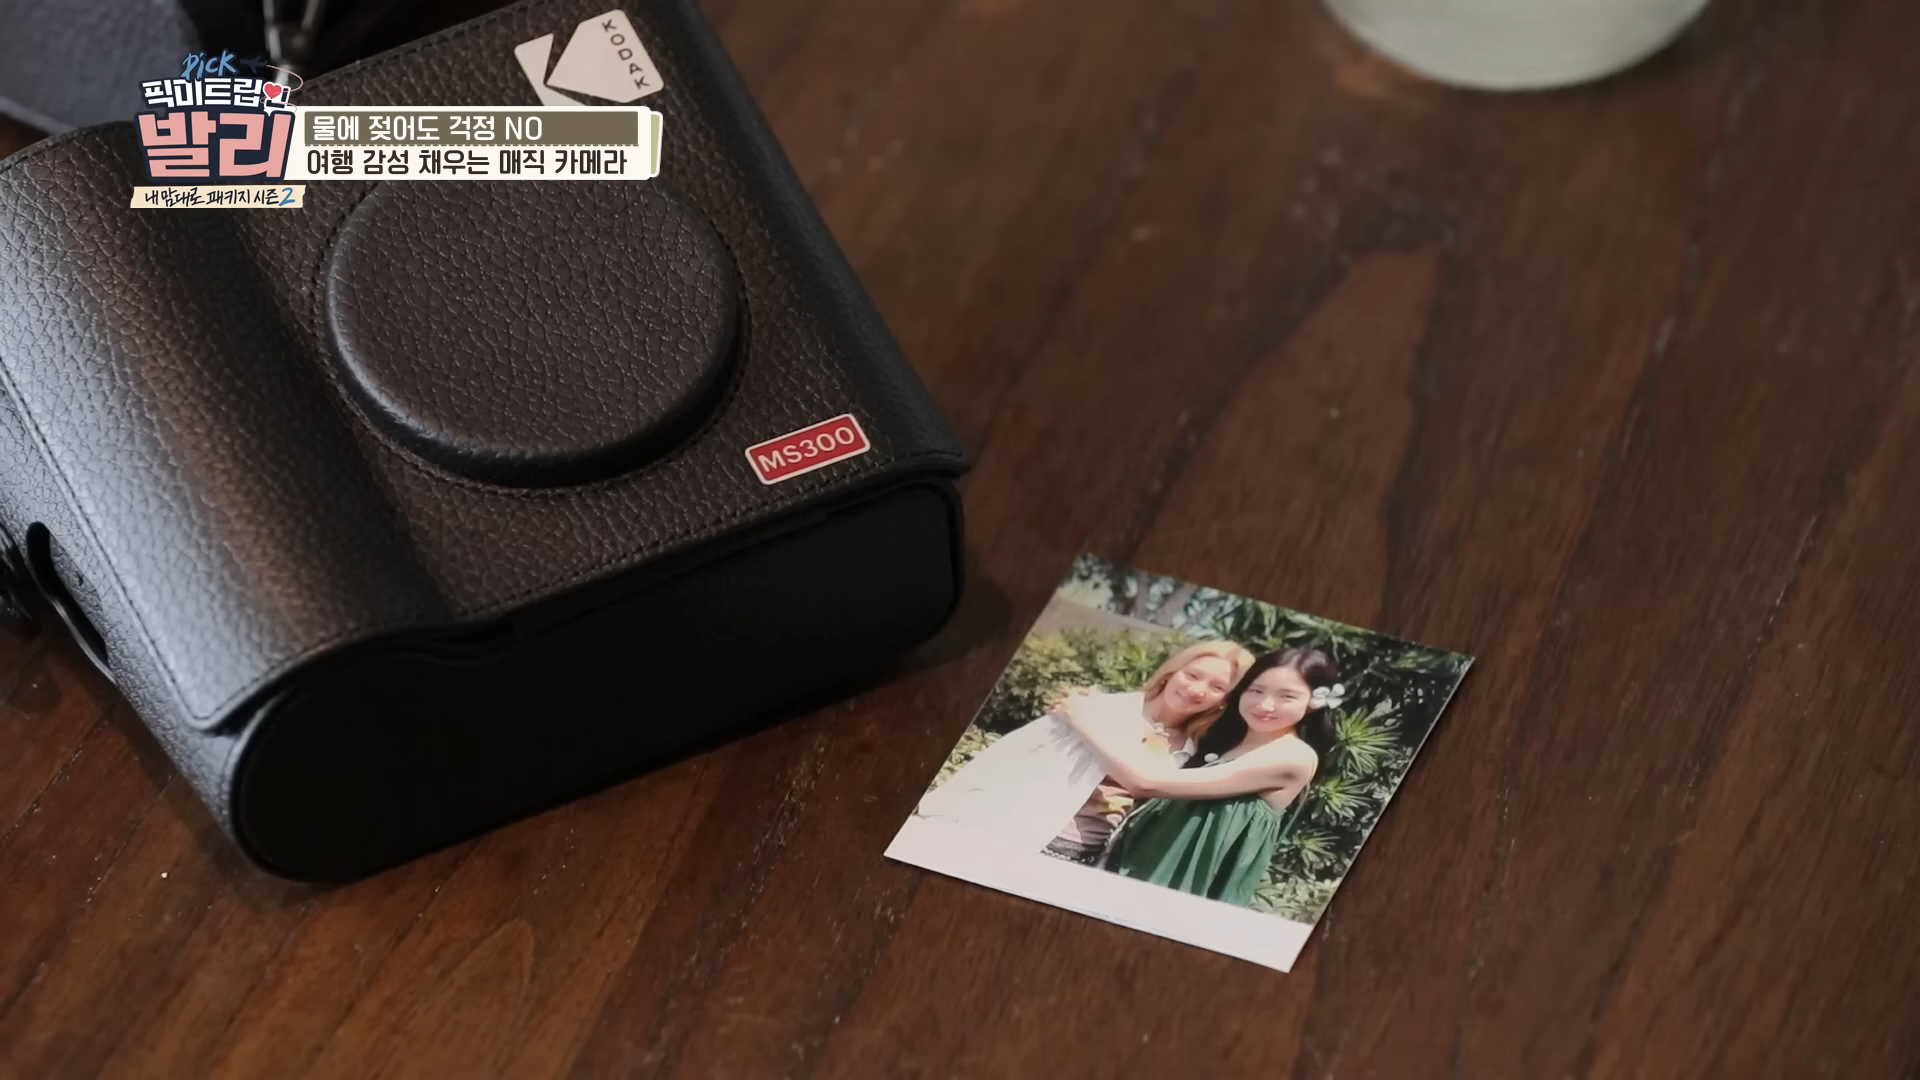 Pick
픽미트립인
발리
내 맘대로 패키지 시즌2
물에 젖어도 걱정 NO
여행 감성 채우는 매직 카메라
KODAK
MS300